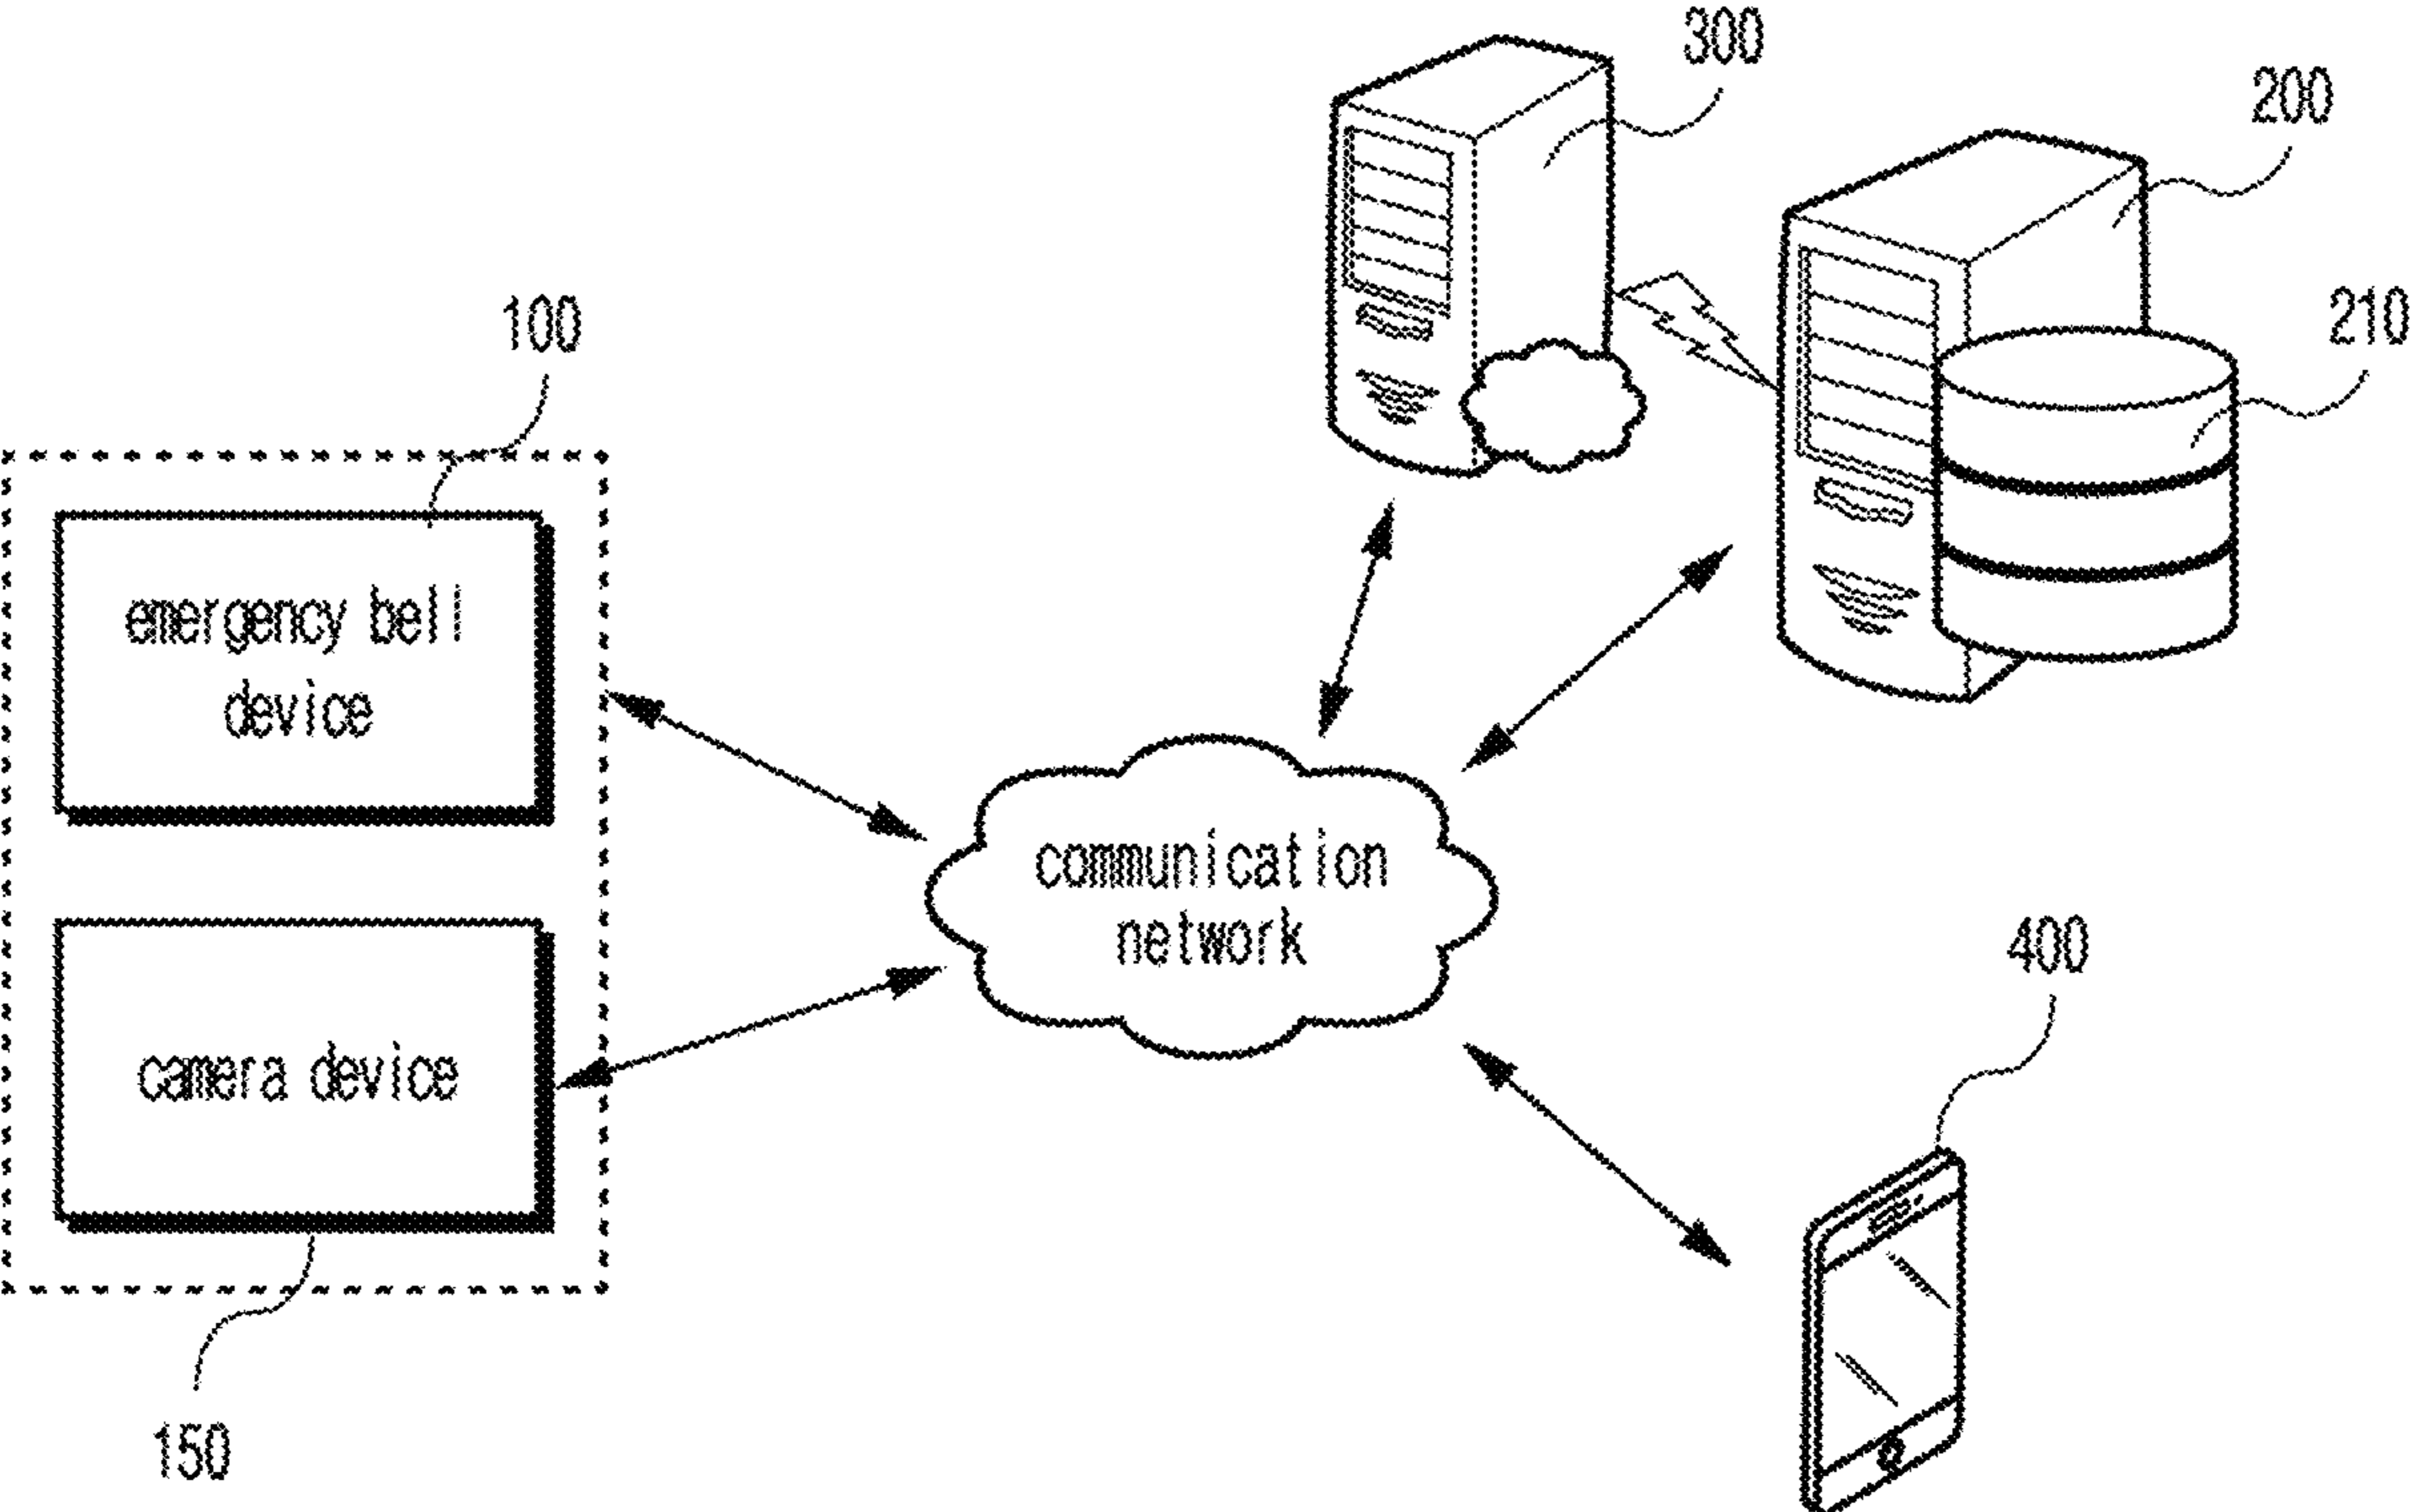 300
200
210
100
emergency bell
device
communication
network
400
camera device
150